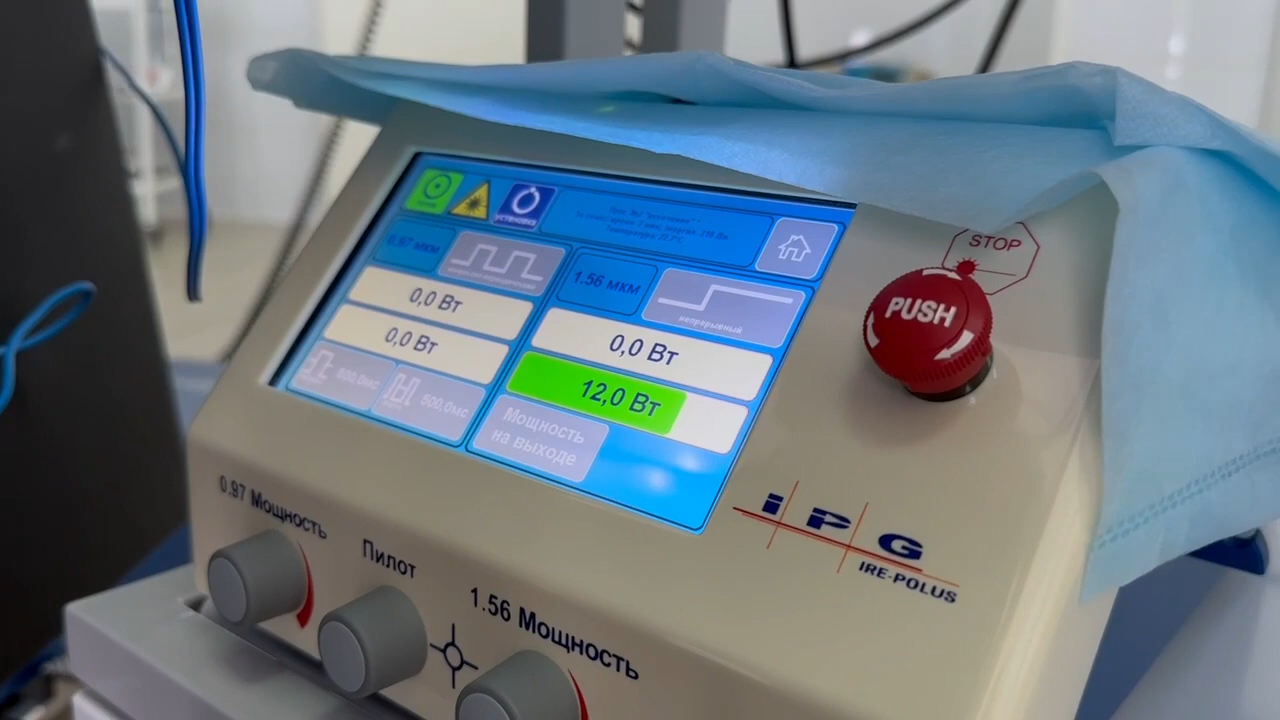 УСТАНОВКА
0.97 мкм
1.56 мкм
непрерывный
0,0 Вт
0,0 Вт
500,0мс
500,0мс
0,0 Вт
12,0 Вт
Мощность
на выходе
STOP
PUSH
IPG
IRE-POLUS
0.97 Мощность
Пилот
1.56 Мощность